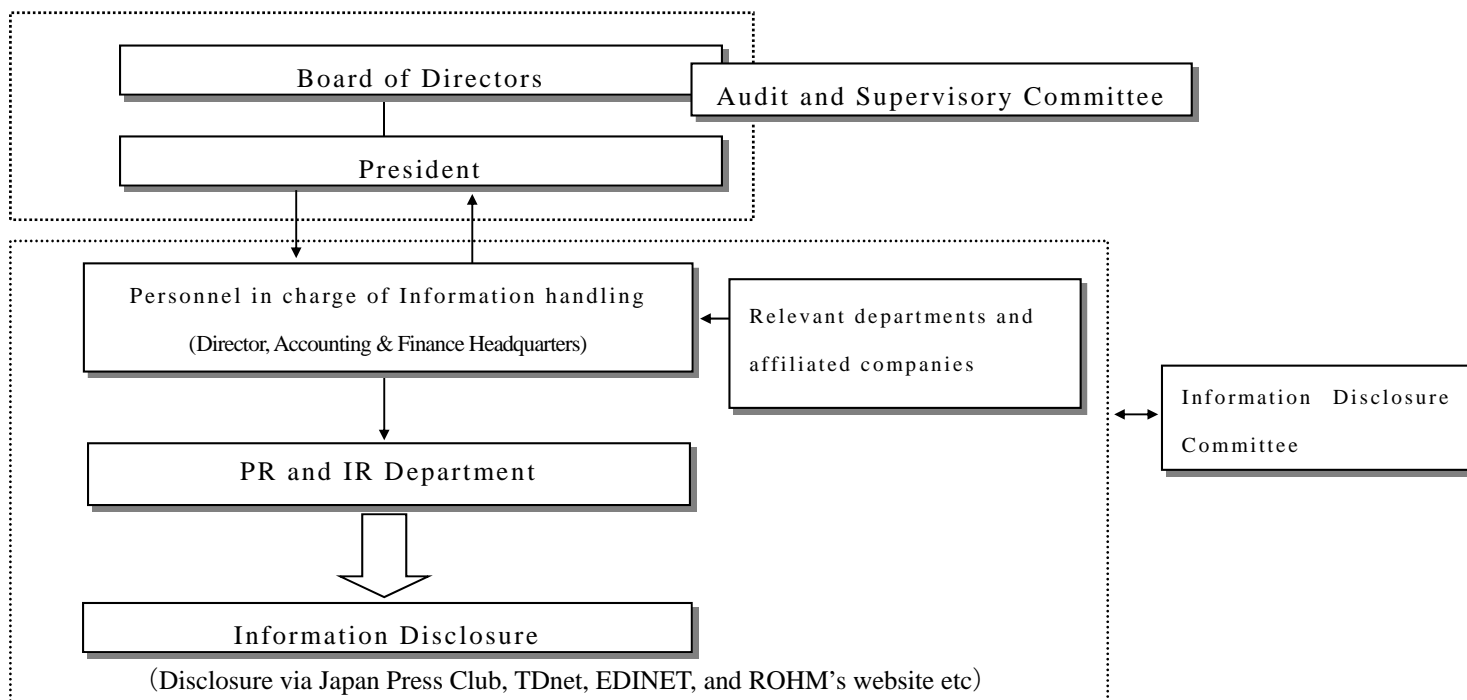 Board of Directors
Audit and Supervisory Committee
President
Personnel in charge of Information handling
(Director, Accounting & Finance Headquarters)
Relevant departments and
affiliated companies
Information Disclosure
Committee
PR and IR Department
Information Disclosure
（Disclosure via Japan Press Club, TDnet, EDINET, and ROHM's website etc）